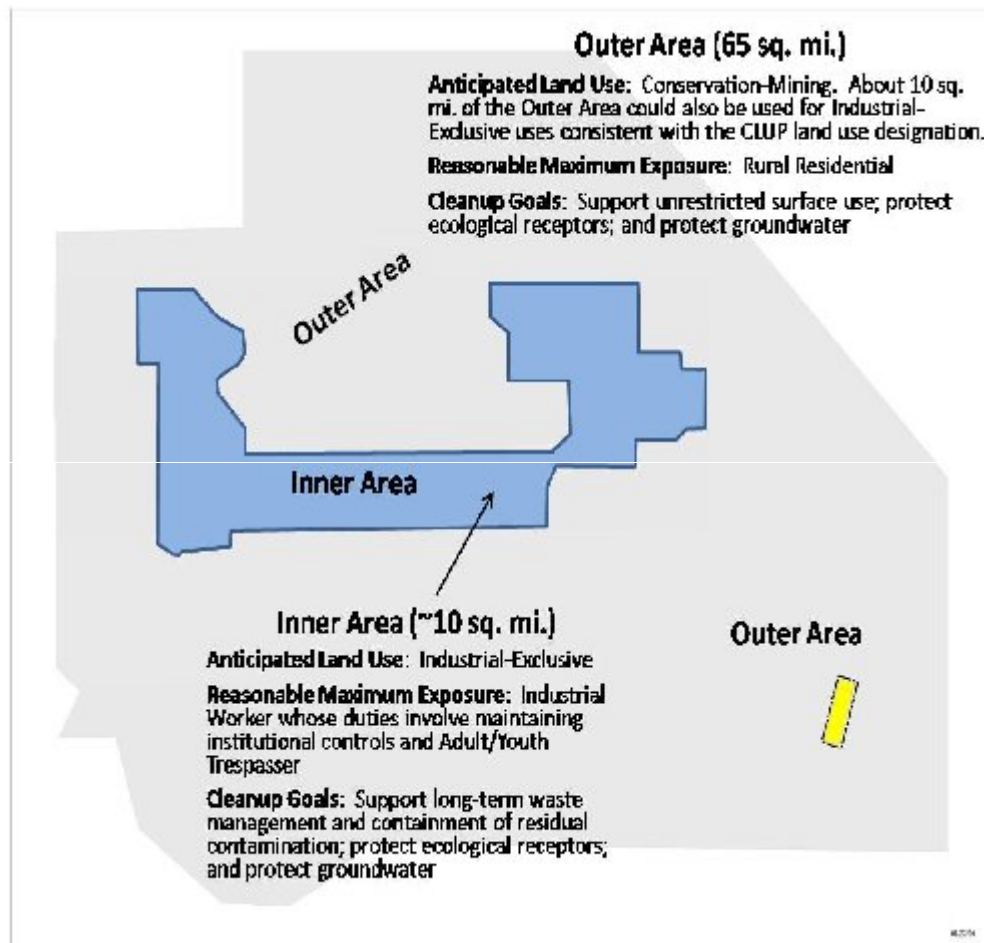 Outer Area (65 sq. mi.)
Anticipated Land Use: Conservation-Mining. About 10 sq.
mi. of the Outer Area could also be used for Industrial-
Exclusive uses consistent with the CLUP land use designation.
Reasonable Maximum Exposure: Rural Residential
Cleanup Goals: Support unrestricted surface use; protect
ecological receptors; and protect groundwater
Outer Area
Inner Area
Inner Area (~10 sq. mi.)
Anticipated Land Use: Industrial-Exclusive
Reasonable Maximum Exposure: Industrial
Worker whose duties involve maintaining
institutional controls and Adult/Youth
Trespasser
Cleanup Goals: Support long-term waste
management and containment of residual
contamination; protect ecological receptors;
and protect groundwater
Outer Area